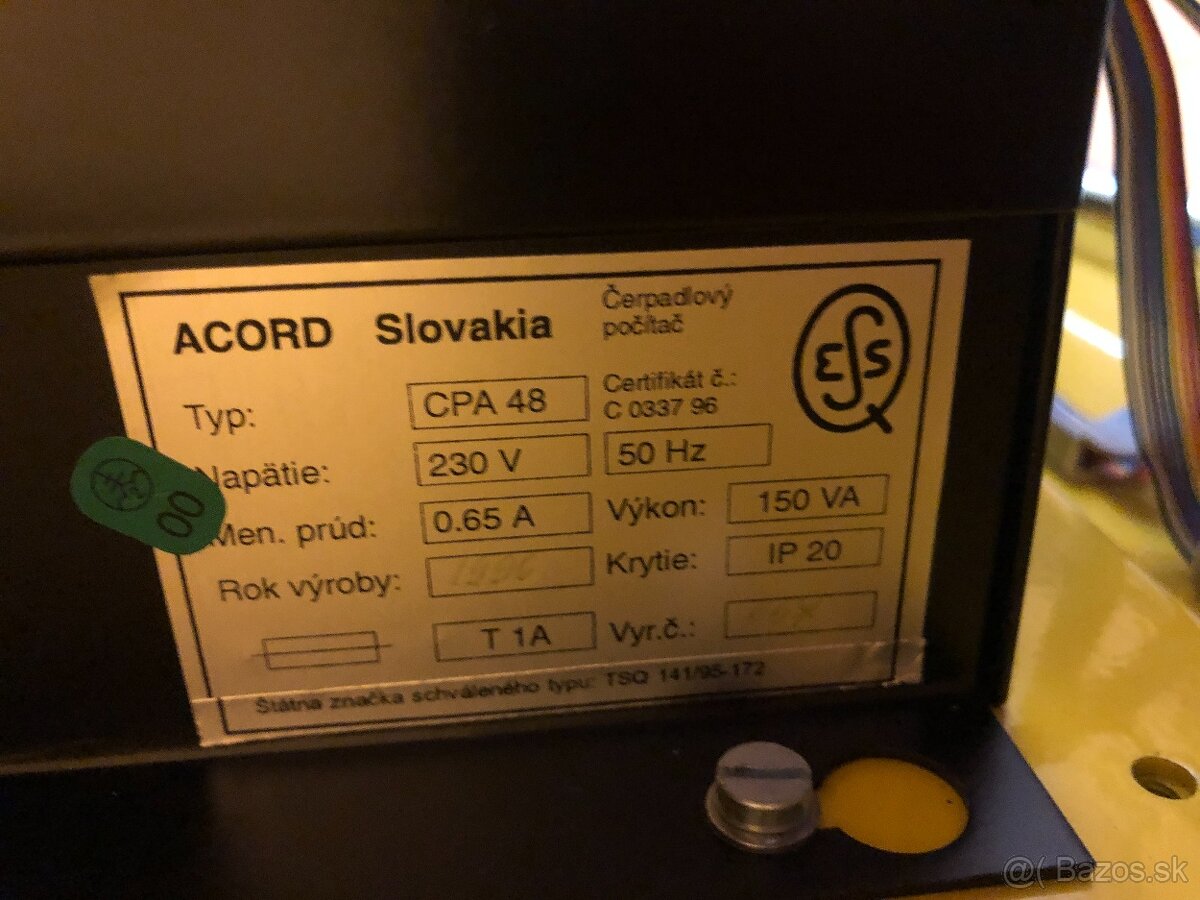 ACORD Slovakia
Čerpadlový
počítač
Typ: CPA 48
Certifikát č.:
C 0337 96
Napätie: 230 V 50 Hz
Men. prúd: 0.65 A Výkon: 150 VA
Rok výroby: Krytie: IP 20
T 1A Vyr.č.:
Štátna značka schváleného typu: TSQ 141/95-172
00
@( Bazos.sk